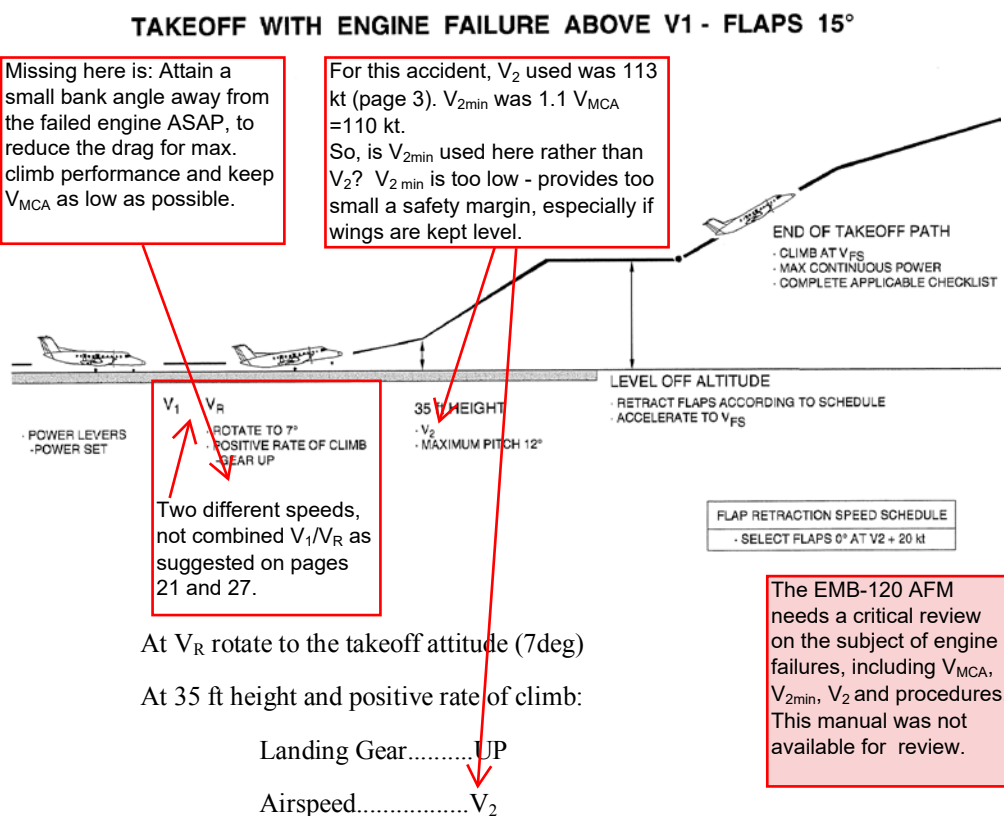 TAKEOFF WITH ENGINE FAILURE ABOVE V1 - FLAPS 15°
Missing here is: Attain a
small bank angle away from
the failed engine ASAP, to
reduce the drag for max.
climb performance and keep
VMCA as low as possible.
For this accident, V2 used was 113
kt (page 3). V2min was 1.1 VMCA
=110 kt.
So, is V2min used here rather than
V2? V2 min is too low - provides too
small a safety margin, especially if
wings are kept level.
END OF TAKEOFF PATH
· CLIMB AT VFS
· MAX CONTINUOUS POWER
· COMPLETE APPLICABLE CHECKLIST
· POWER LEVERS
-POWER SET
V1 VR
· ROTATE TO 7°
· POSITIVE RATE OF CLIMB
-GEAR UP
Two different speeds,
not combined V1/VR as
suggested on pages
21 and 27.
35 ft HEIGHT
· V2
· MAXIMUM PITCH 12°
LEVEL OFF ALTITUDE
· RETRACT FLAPS ACCORDING TO SCHEDULE
· ACCELERATE TO VFS
FLAP RETRACTION SPEED SCHEDULE
· SELECT FLAPS 0° AT V2 + 20 kt
The EMB-120 AFM
needs a critical review
on the subject of engine
failures, including VMCA,
V2min, V2 and procedures
This manual was not
available for review.
At VR rotate to the takeoff attitude (7deg)
At 35 ft height and positive rate of climb:
Landing Gear..........UP
Airspeed.................V2